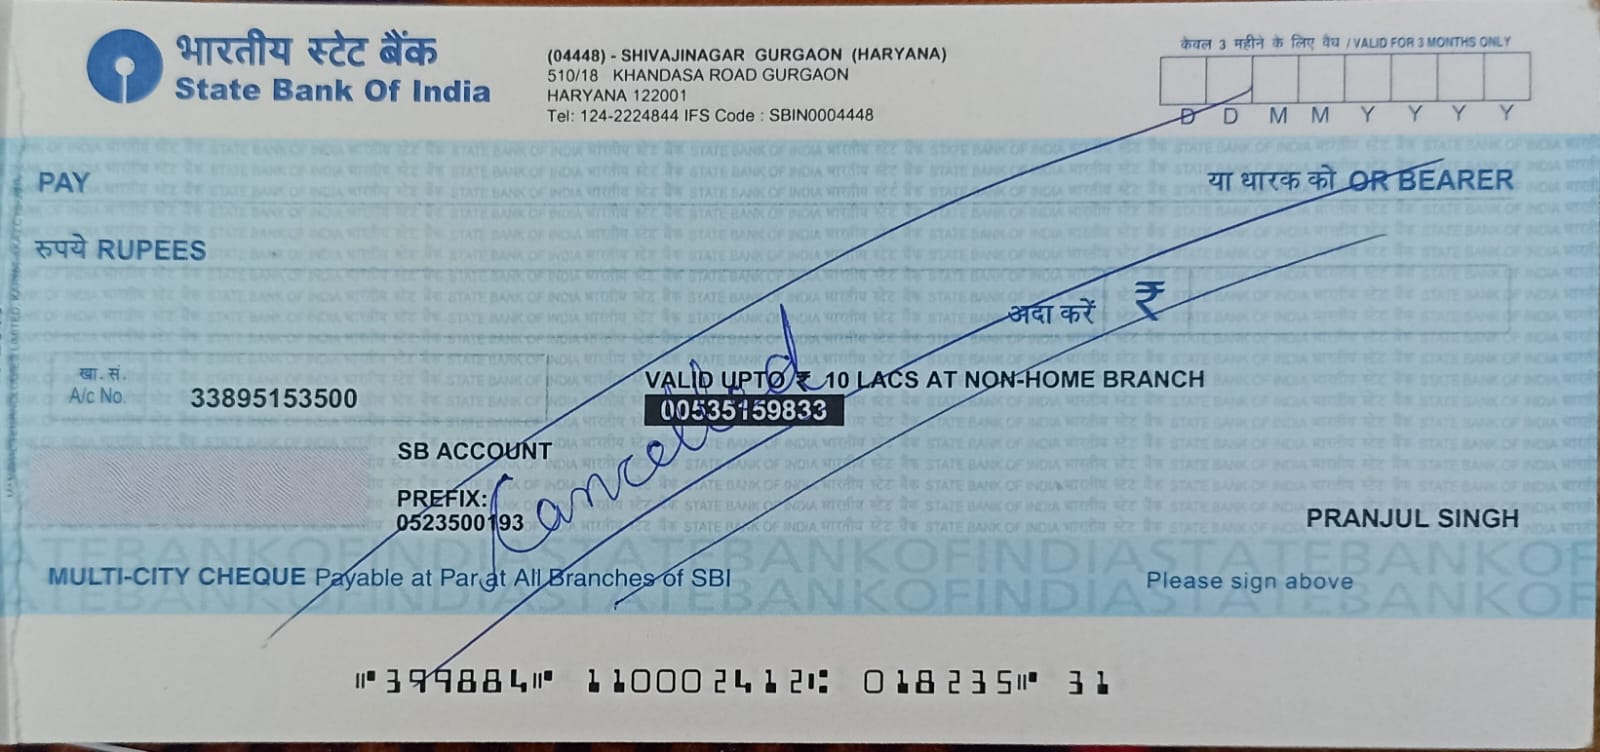 भारतीय स्टेट बैंक
State Bank Of India
(04448) - SHIVAJINAGAR GURGAON (HARYANA)
510/18 KHANDASA ROAD GURGAON
HARYANA 122001
Tel: 124-2224844 IFS Code : SBIN0004448
केवल 3 महीने के लिए वैध / VALID FOR 3 MONTHS ONLY
D D M M Y Y Y Y
PAY
या धारक को OR BEARER
रुपये RUPEES
अदा करें ₹
खा. सं.
A/c No.
33895153500
VALID UPTO ₹ 10 LACS AT NON-HOME BRANCH
00535159833
Cancelled
SB ACCOUNT
PREFIX:
0523500193
PRANJUL SINGH
MULTI-CITY CHEQUE Payable at Par at All Branches of SBI
Please sign above
⑈399884⑈ 110002412⑆ 018235⑈ 31